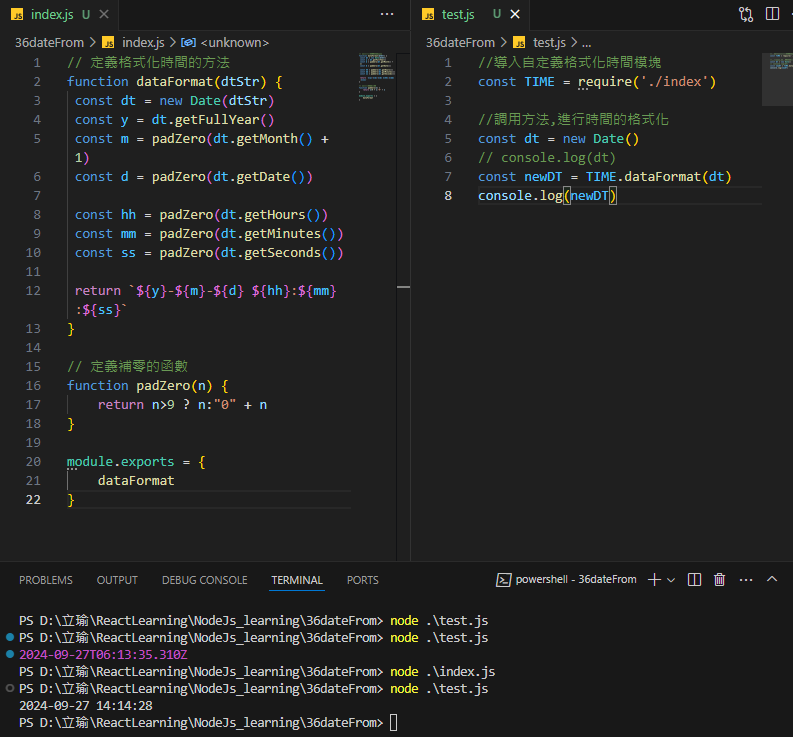 JS index.js U
JS test.js U
36dateFrom > JS index.js > <unknown>
36dateFrom > JS test.js > ...
1 // 定義格式化時間的方法
2 function dataFormat(dtStr) {
3 const dt = new Date(dtStr)
4 const y = dt.getFullYear()
5 const m = padZero(dt.getMonth() +
1)
6 const d = padZero(dt.getDate())
7
8 const hh = padZero(dt.getHours())
9 const mm = padZero(dt.getMinutes())
10 const ss = padZero(dt.getSeconds())
11
12 return `${y}-${m}-${d} ${hh}:${mm}
:${ss}`
13 }
14
15 // 定義補零的函數
16 function padZero(n) {
17 return n>9 ? n:"0" + n
18 }
19
20 module.exports = {
21 dataFormat
22 }
1 //導入自定義格式化時間模塊
2 const TIME = require('./index')
3
4 //調用方法,進行時間的格式化
5 const dt = new Date()
6 // console.log(dt)
7 const newDT = TIME.dataFormat(dt)
8 console.log(newDT)
PROBLEMS OUTPUT DEBUG CONSOLE TERMINAL PORTS powershell - 36dateFrom
PS D:\立瑜\ReactLearning\NodeJs_learning\36dateFrom> node .\test.js
PS D:\立瑜\ReactLearning\NodeJs_learning\36dateFrom> node .\test.js
2024-09-27T06:13:35.310Z
PS D:\立瑜\ReactLearning\NodeJs_learning\36dateFrom> node .\index.js
PS D:\立瑜\ReactLearning\NodeJs_learning\36dateFrom> node .\test.js
2024-09-27 14:14:28
PS D:\立瑜\ReactLearning\NodeJs_learning\36dateFrom>